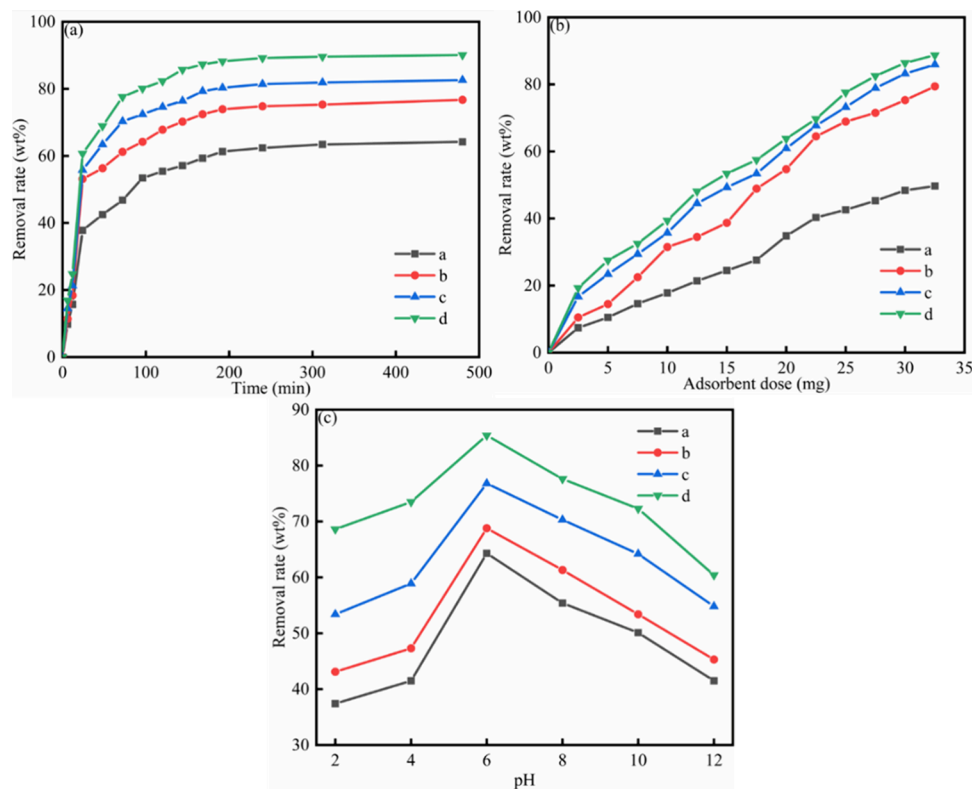 (a)
Removal rate (wt%)
100
80
60
40
20
0
a
b
c
d
0 100 200 300 400 500
Time (min)
(b)
Removal rate (wt%)
100
80
60
40
20
0
a
b
c
d
0 5 10 15 20 25 30 35
Adsorbent dose (mg)
(c)
Removal rate (wt%)
90
80
70
60
50
40
30
a
b
c
d
2 4 6 8 10 12
pH